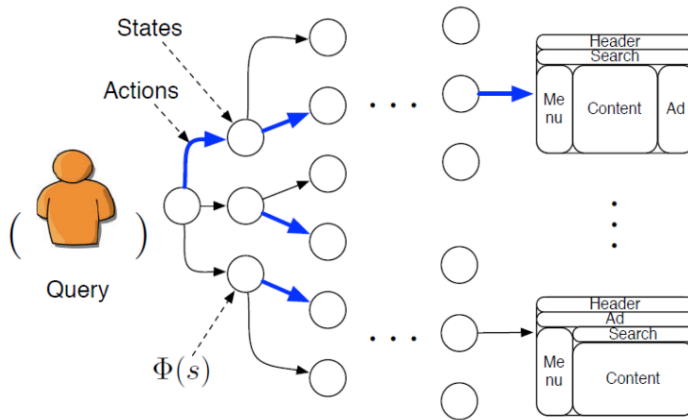 States
Actions
( )
Query
Φ(s)
. . .
Header
Search
Me
nu
Content
Ad
. . .
. . .
Header
Ad
Search
Me
nu
Content